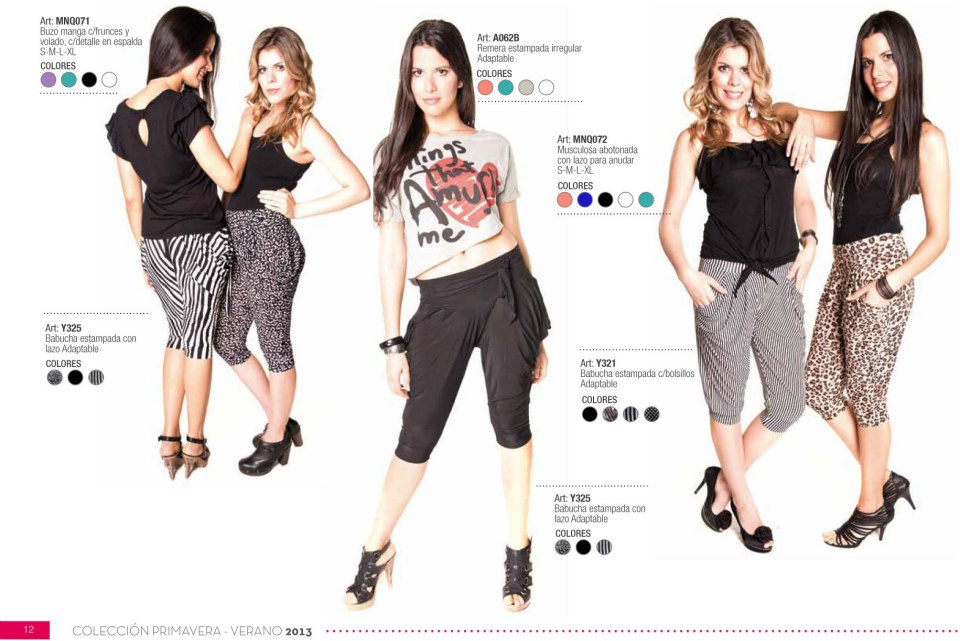 Art: MNQ071
Buzo manga c/frunces y
volado, c/detalle en espalda
S-M-L-XL
COLORES
Art: A062B
Remera estampada irregular
Adaptable
COLORES
Art: MNQ072
Musculosa abotonada
con lazo para anudar
S-M-L-XL
COLORES
things
that
Amuse
me
Art: Y325
Babucha estampada con
lazo Adaptable
COLORES
Art: Y321
Babucha estampada c/bolsillos
Adaptable
COLORES
Art: Y325
Babucha estampada con
lazo Adaptable
COLORES
12
COLECCIÓN PRIMAVERA - VERANO 2013